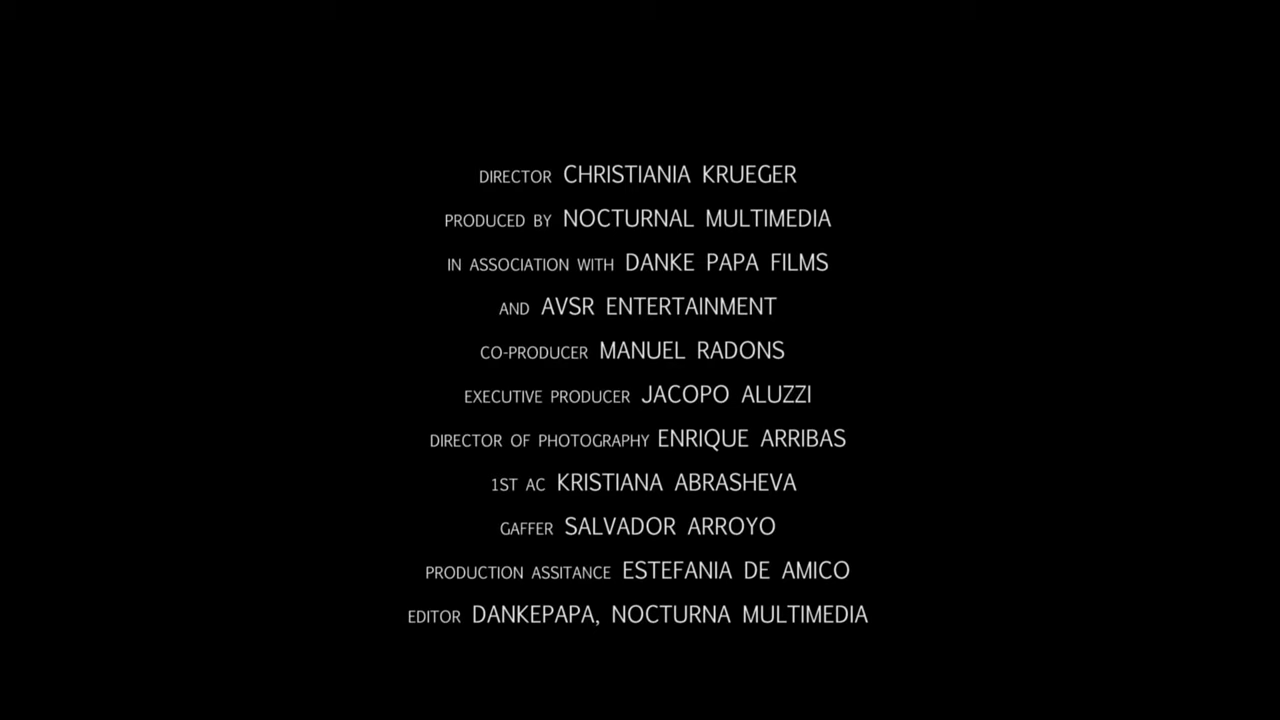 DIRECTOR CHRISTIANIA KRUEGER
PRODUCED BY NOCTURNAL MULTIMEDIA
IN ASSOCIATION WITH DANKE PAPA FILMS
AND AVSR ENTERTAINMENT
CO-PRODUCER MANUEL RADONS
EXECUTIVE PRODUCER JACOPO ALUZZI
DIRECTOR OF PHOTOGRAPHY ENRIQUE ARRIBAS
1ST AC KRISTIANA ABRASHEVA
GAFFER SALVADOR ARROYO
PRODUCTION ASSITANCE ESTEFANIA DE AMICO
EDITOR DANKEPAPA, NOCTURNA MULTIMEDIA